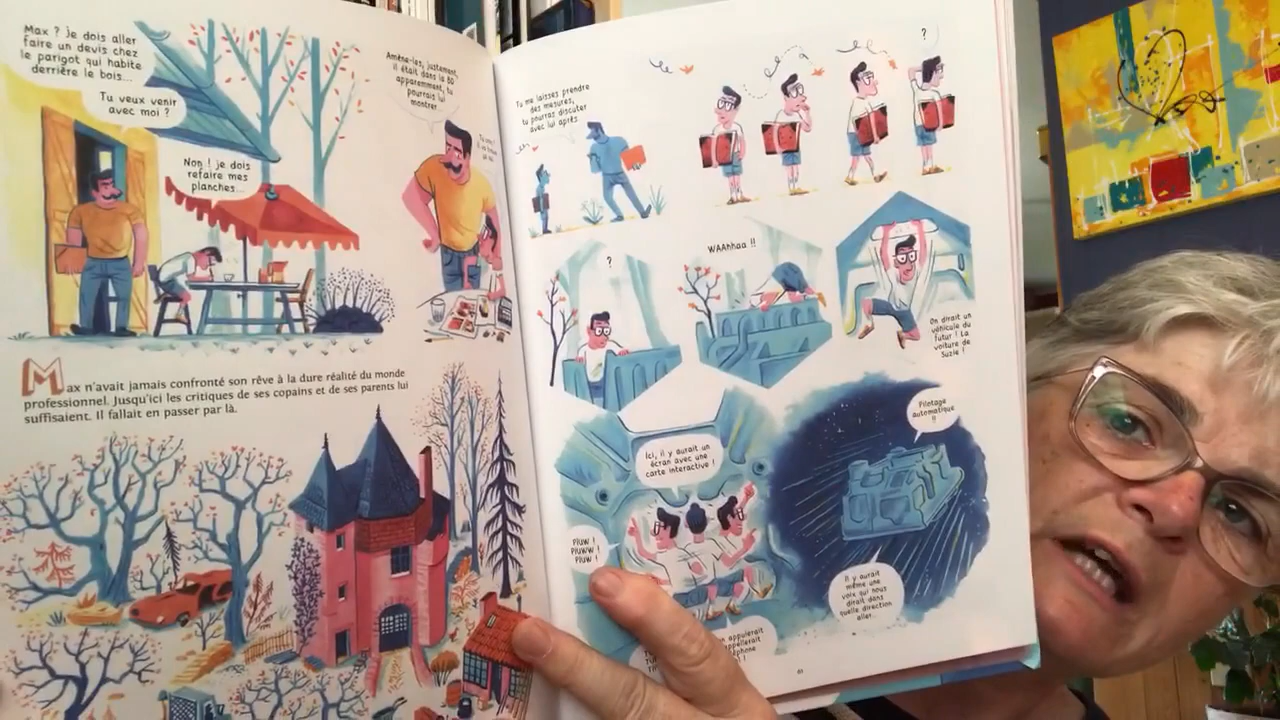 Max ? je dois aller
faire un devis chez
le parigot qui habite
derrière le bois...
Tu veux venir
avec moi ?
Non ! je dois
refaire mes
planches...
Amène-les, justement,
il était dans la BD
apparemment, tu
pourrais lui
montrer...
Max n'avait jamais confronté son rêve à la dure réalité du monde
professionnel. Jusqu'ici les critiques de ses copains et de ses parents lui
suffisaient. Il fallait en passer par là.
Tu me laisses prendre
des mesures,
tu pourras discuter
avec lui après.
?
?
WAAhhaa !!
On dirait un
véhicule du
futur ! La
voiture de
Suzie !
Ici, il y aurait un
écran avec une
carte interactive !
PIUW !
PIUWW !
PIUW !
Pilotage
automatique
!!
Il y aurait
même une
voix qui nous
dirait dans
quelle direction
aller...
appuierait